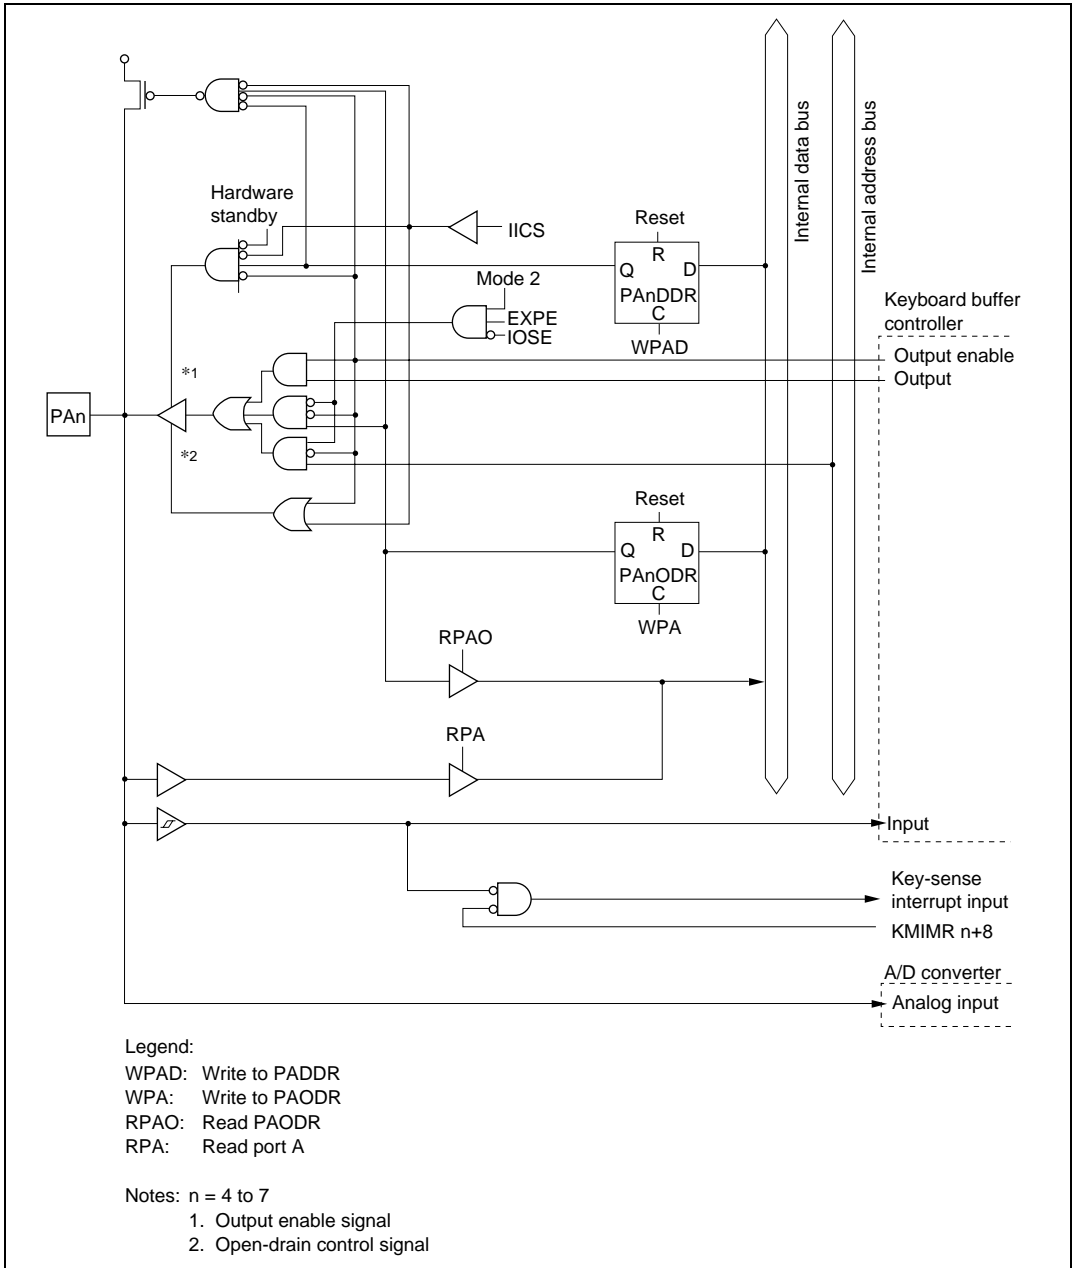 Internal data bus
Internal address bus
Hardware
standby
IICS
Reset
R
Q D
PAnDDR
C
WPAD
Mode 2
EXPE
IOSE
Keyboard buffer
controller
Output enable
Output
*1
PAn
*2
Reset
R
Q D
PAnODR
C
WPA
RPAO
RPA
Input
Key-sense
interrupt input
KMIMR n+8
A/D converter
Analog input
Legend:
WPAD: Write to PADDR
WPA: Write to PAODR
RPAO: Read PAODR
RPA: Read port A
Notes: n = 4 to 7
1. Output enable signal
2. Open-drain control signal